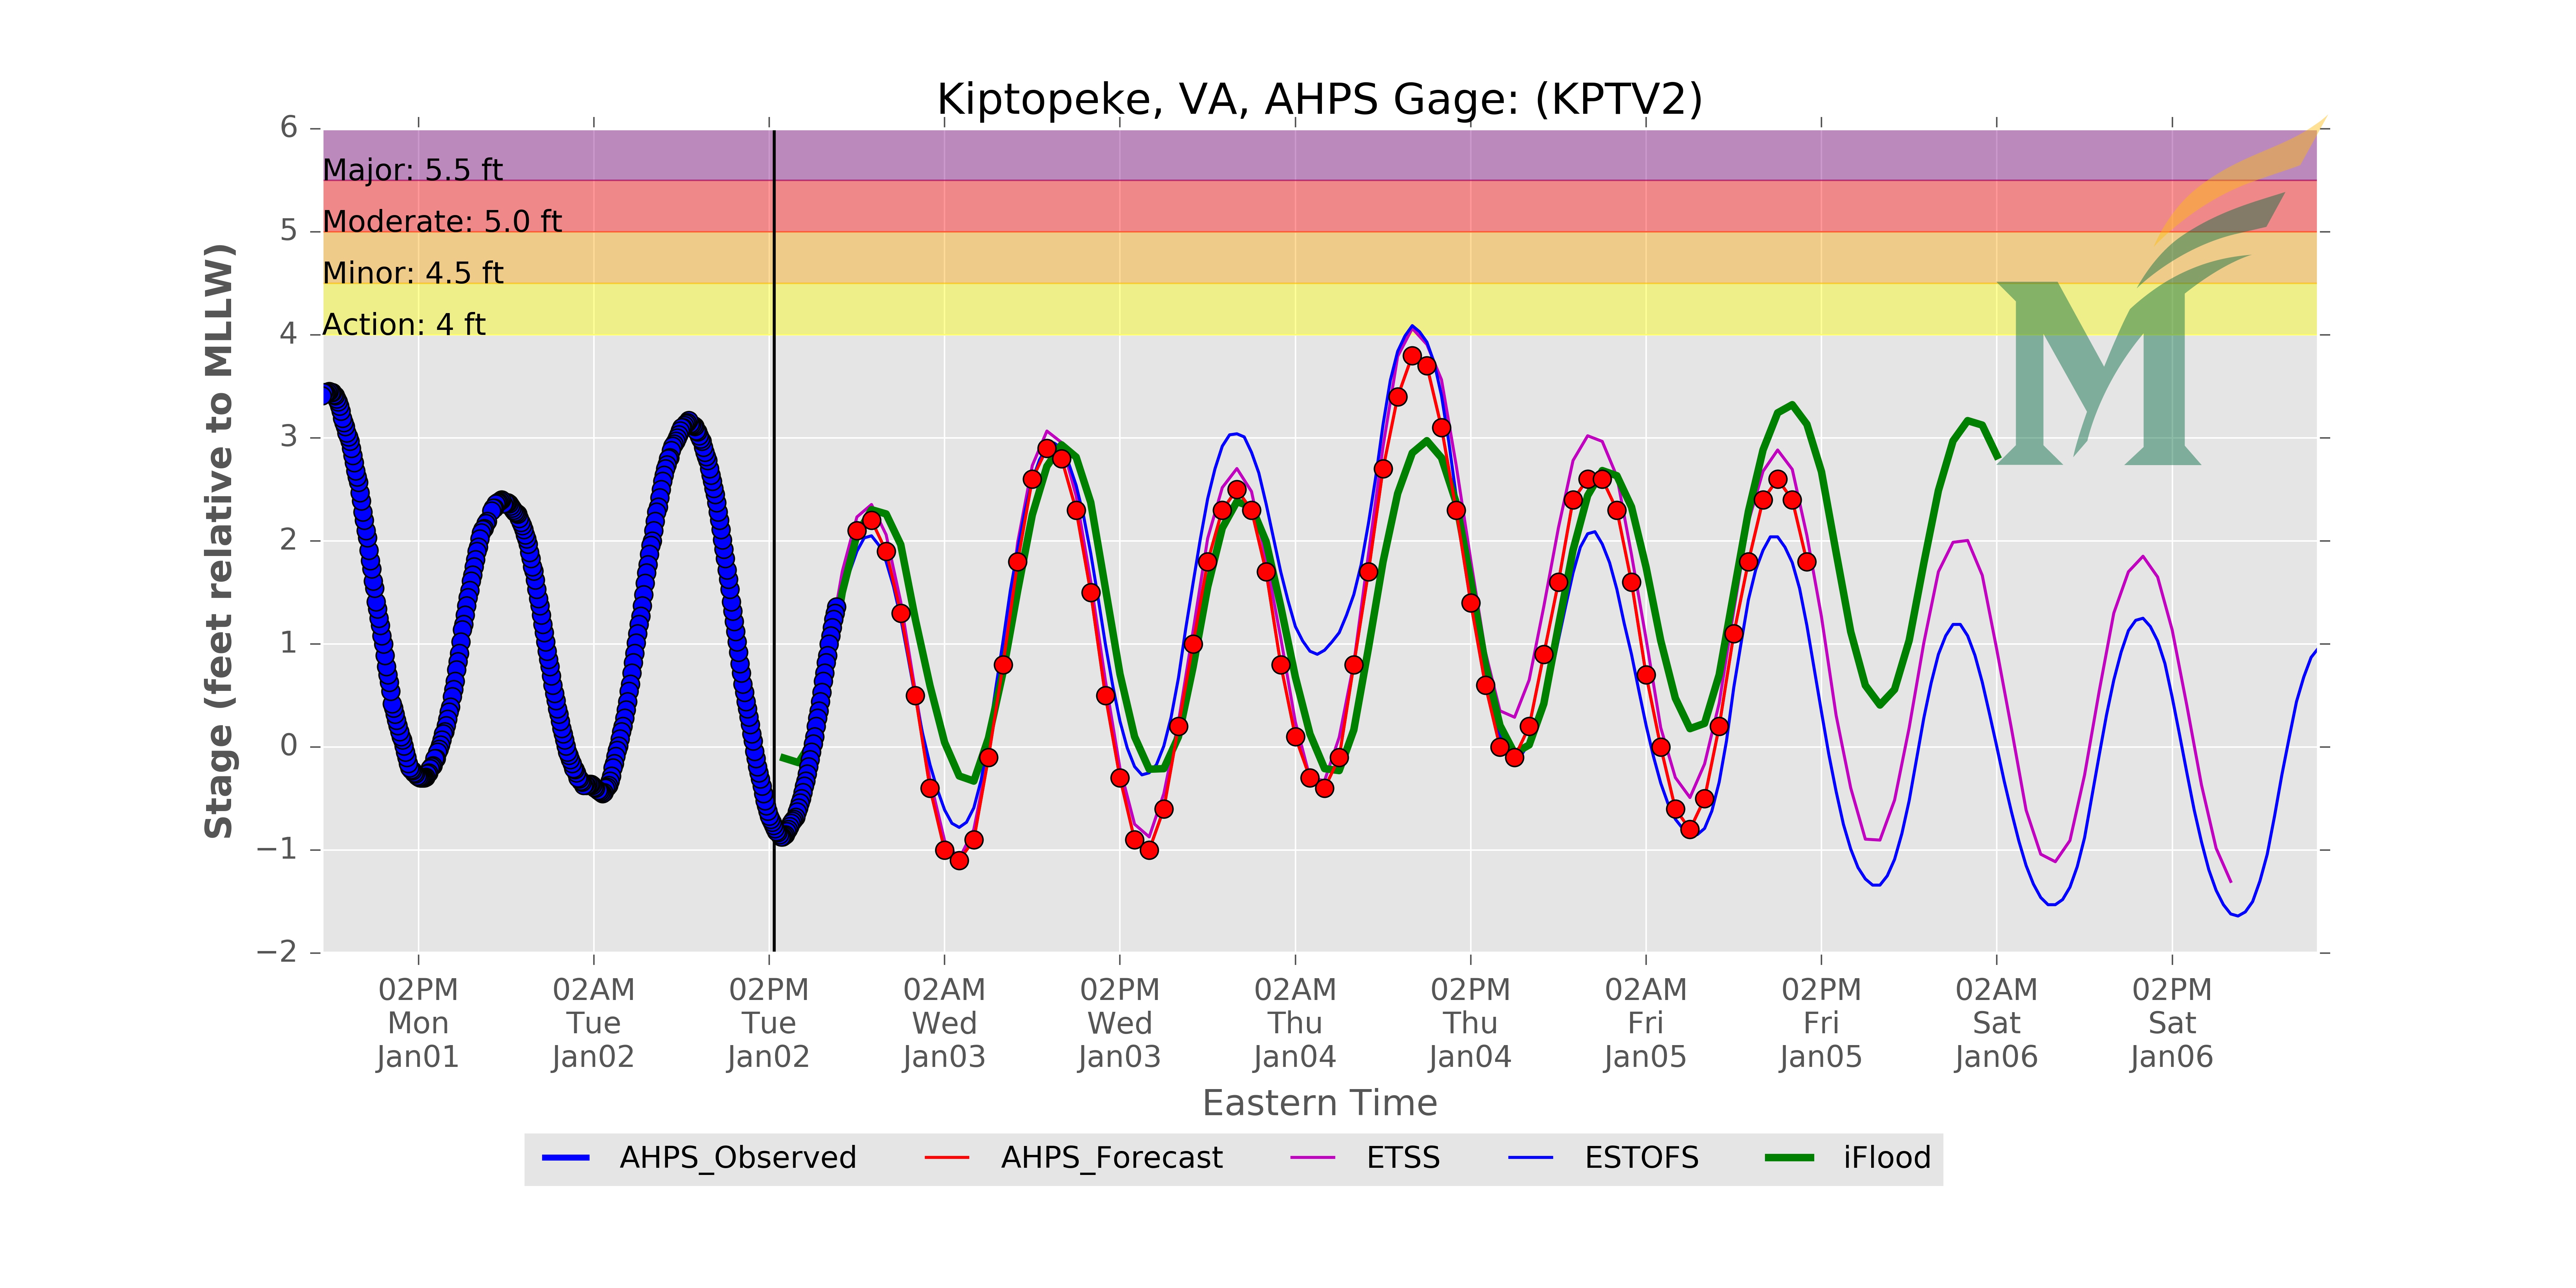 Kiptopeke, VA, AHPS Gage: (KPTV2)
6
5
4
3
2
1
0
−1
−2
Stage (feet relative to MLLW)
Major: 5.5 ft
Moderate: 5.0 ft
Minor: 4.5 ft
Action: 4 ft
M
02PM
Mon
Jan01
02AM
Tue
Jan02
02PM
Tue
Jan02
02AM
Wed
Jan03
02PM
Wed
Jan03
02AM
Thu
Jan04
02PM
Thu
Jan04
02AM
Fri
Jan05
02PM
Fri
Jan05
02AM
Sat
Jan06
02PM
Sat
Jan06
Eastern Time
AHPS_Observed AHPS_Forecast ETSS ESTOFS iFlood